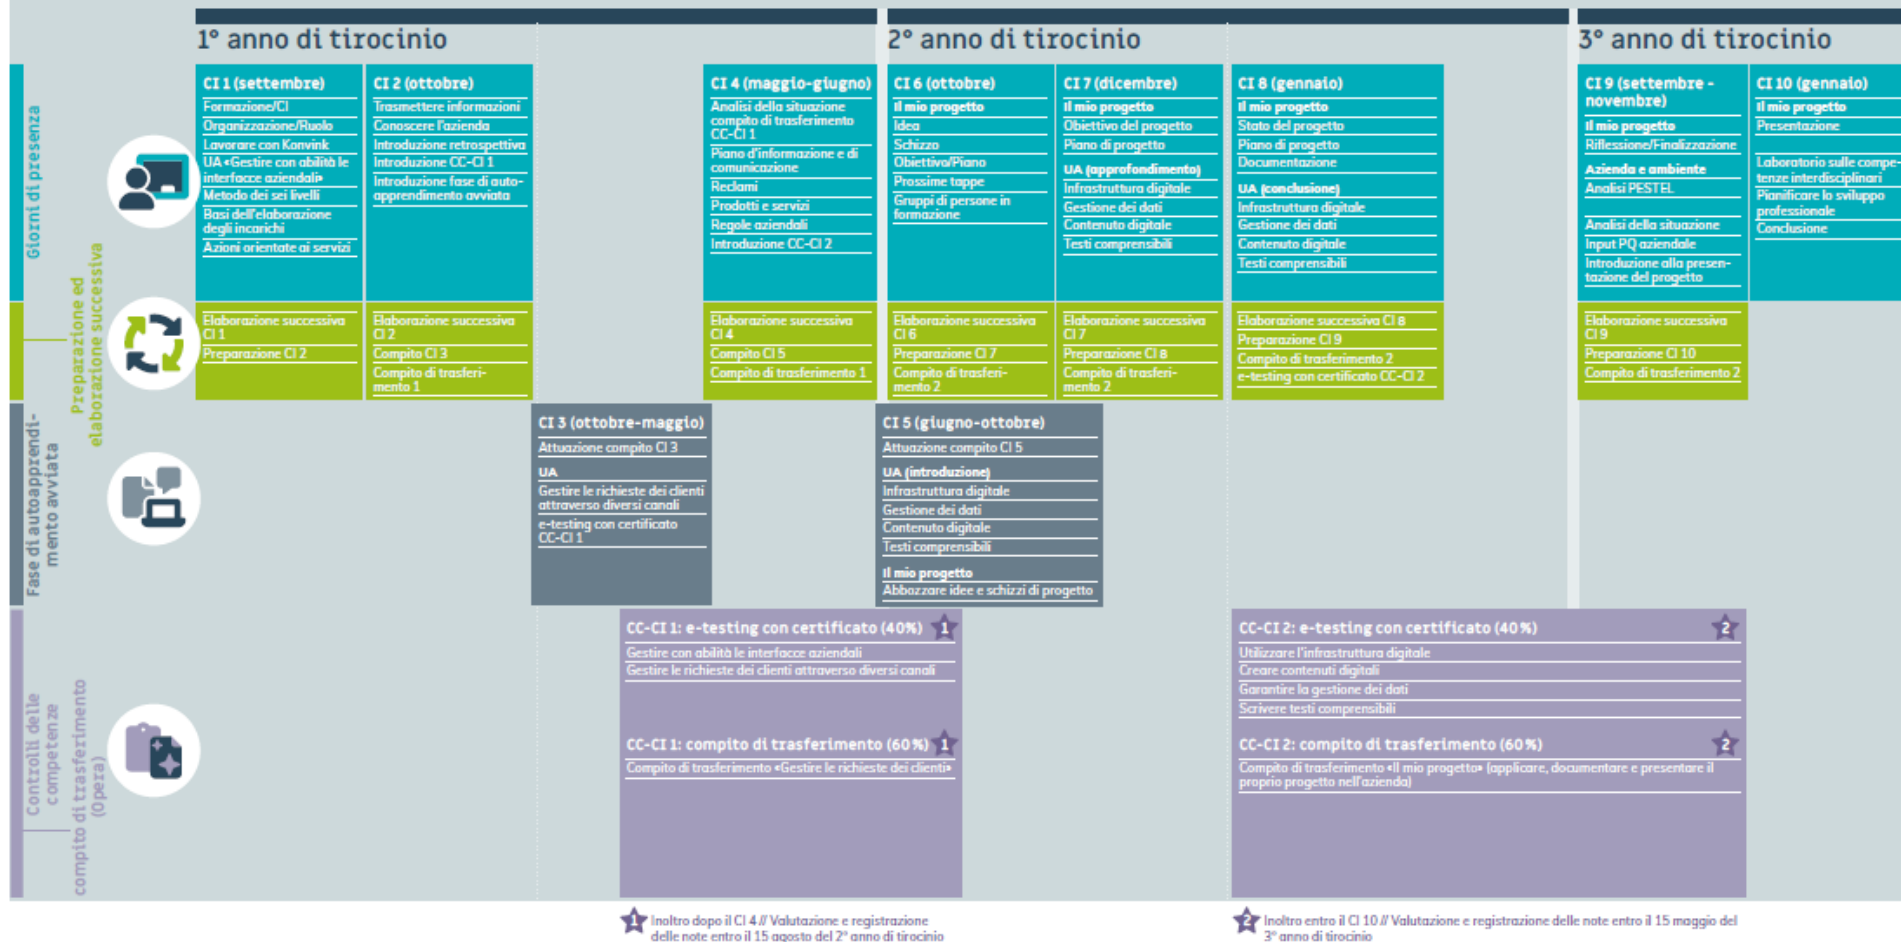 1° anno di tirocinio
2° anno di tirocinio
3° anno di tirocinio
Giorni di presenza
CI 1 (settembre)
Formazione/CI
Organizzazione/Ruolo
Lavorare con Konvink
UA «Gestire con abilità le
interfacce aziendali»
Metodo dei sei livelli
Basi dell'elaborazione
degli incarichi
Azioni orientate ai servizi
CI 2 (ottobre)
Trasmettere informazioni
Conoscere l'azienda
Introduzione retrospettiva
Introduzione CC-CI 1
Introduzione fase di auto-
apprendimento avviata
CI 4 (maggio-giugno)
Analisi della situazione
compito di trasferimento
CC-CI 1
Piano d'informazione e di
comunicazione
Reclami
Prodotti e servizi
Regole aziendali
Introduzione CC-CI 2
CI 6 (ottobre)
Il mio progetto
Idea
Schizzo
Obiettivo/Piano
Prossime tappe
Gruppi di persone in
formazione
CI 7 (dicembre)
Il mio progetto
Obiettivo del progetto
Piano di progetto
UA (approfondimento)
Infrastruttura digitale
Gestione dei dati
Contenuto digitale
Testi comprensibili
CI 8 (gennaio)
Il mio progetto
Stato del progetto
Piano di progetto
Documentazione
UA (conclusione)
Infrastruttura digitale
Gestione dei dati
Contenuto digitale
Testi comprensibili
CI 9 (settembre -
novembre)
Il mio progetto
Riflessione/Finalizzazione
Azienda e ambiente
Analisi PESTEL
Analisi della situazione
Input PQ aziendale
Introduzione alla presen-
tazione del progetto
CI 10 (gennaio)
Il mio progetto
Presentazione
Laboratorio sulle compe-
tenze interdisciplinari
Pianificare lo sviluppo
professionale
Conclusione
Preparazione ed
elaborazione successiva
Elaborazione successiva
CI 1
Preparazione CI 2
Elaborazione successiva
CI 2
Compito CI 3
Compito di trasferi-
mento 1
Elaborazione successiva
CI 4
Compito CI 5
Compito di trasferimento 1
Elaborazione successiva
CI 6
Preparazione CI 7
Compito di trasferi-
mento 2
Elaborazione successiva
CI 7
Preparazione CI 8
Compito di trasferi-
mento 2
Elaborazione successiva CI 8
Preparazione CI 9
Compito di trasferimento 2
e-testing con certificato CC-CI 2
Elaborazione successiva
CI 9
Preparazione CI 10
Compito di trasferimento 2
Fase di autoapprendi-
mento avviata
CI 3 (ottobre-maggio)
Attuazione compito CI 3
UA
Gestire le richieste dei clienti
attraverso diversi canali
e-testing con certificato
CC-CI 1
CI 5 (giugno-ottobre)
Attuazione compito CI 5
UA (introduzione)
Infrastruttura digitale
Gestione dei dati
Contenuto digitale
Testi comprensibili
Il mio progetto
Abbozzare idee e schizzi di progetto
Controlli delle
competenze
compito di trasferimento
(Opera)
CC-CI 1: e-testing con certificato (40%) 1
Gestire con abilità le interfacce aziendali
Gestire le richieste dei clienti attraverso diversi canali
CC-CI 1: compito di trasferimento (60%) 1
Compito di trasferimento «Gestire le richieste dei clienti»
CC-CI 2: e-testing con certificato (40%) 2
Utilizzare l'infrastruttura digitale
Creare contenuti digitali
Garantire la gestione dei dati
Scrivere testi comprensibili
CC-CI 2: compito di trasferimento (60%) 2
Compito di trasferimento «Il mio progetto» (applicare, documentare e presentare il
proprio progetto nell'azienda)
1 Inoltro dopo il CI 4 // Valutazione e registrazione
delle note entro il 15 agosto del 2° anno di tirocinio
2 Inoltro entro il CI 10 // Valutazione e registrazione delle note entro il 15 maggio del
3° anno di tirocinio